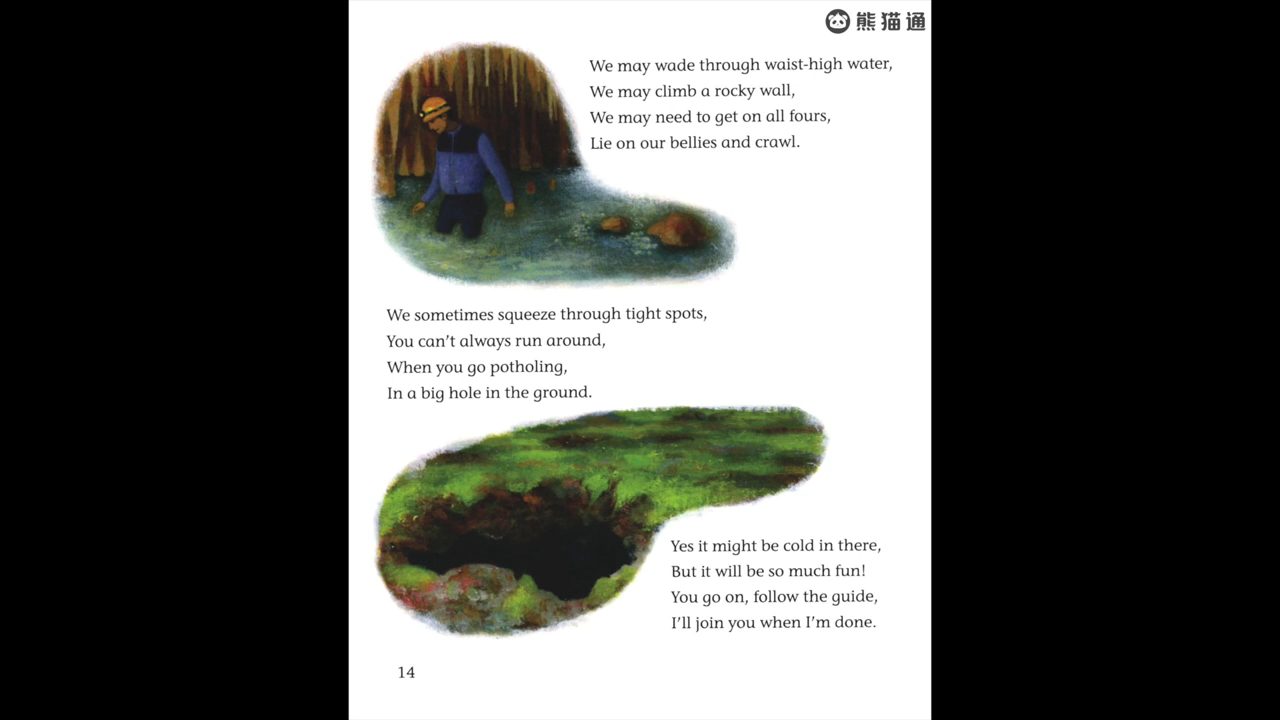 熊猫通
We may wade through waist-high water,
We may climb a rocky wall,
We may need to get on all fours,
Lie on our bellies and crawl.
We sometimes squeeze through tight spots,
You can't always run around,
When you go potholing,
In a big hole in the ground.
Yes it might be cold in there,
But it will be so much fun!
You go on, follow the guide,
I'll join you when I'm done.
14